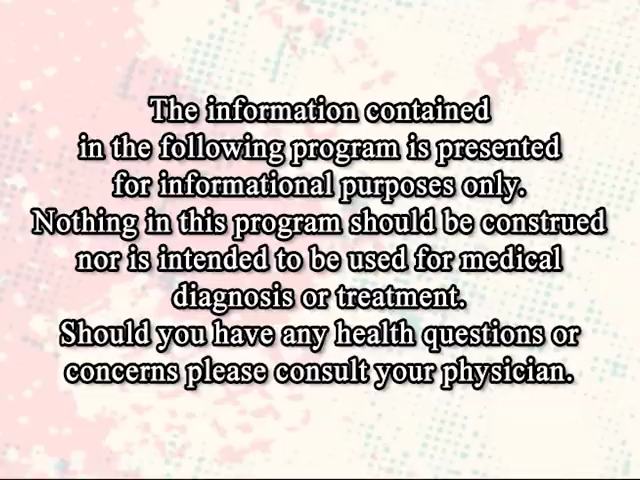 The information contained
in the following program is presented
for informational purposes only.
Nothing in this program should be construed
nor is intended to be used for medical
diagnosis or treatment.
Should you have any health questions or
concerns please consult your physician.